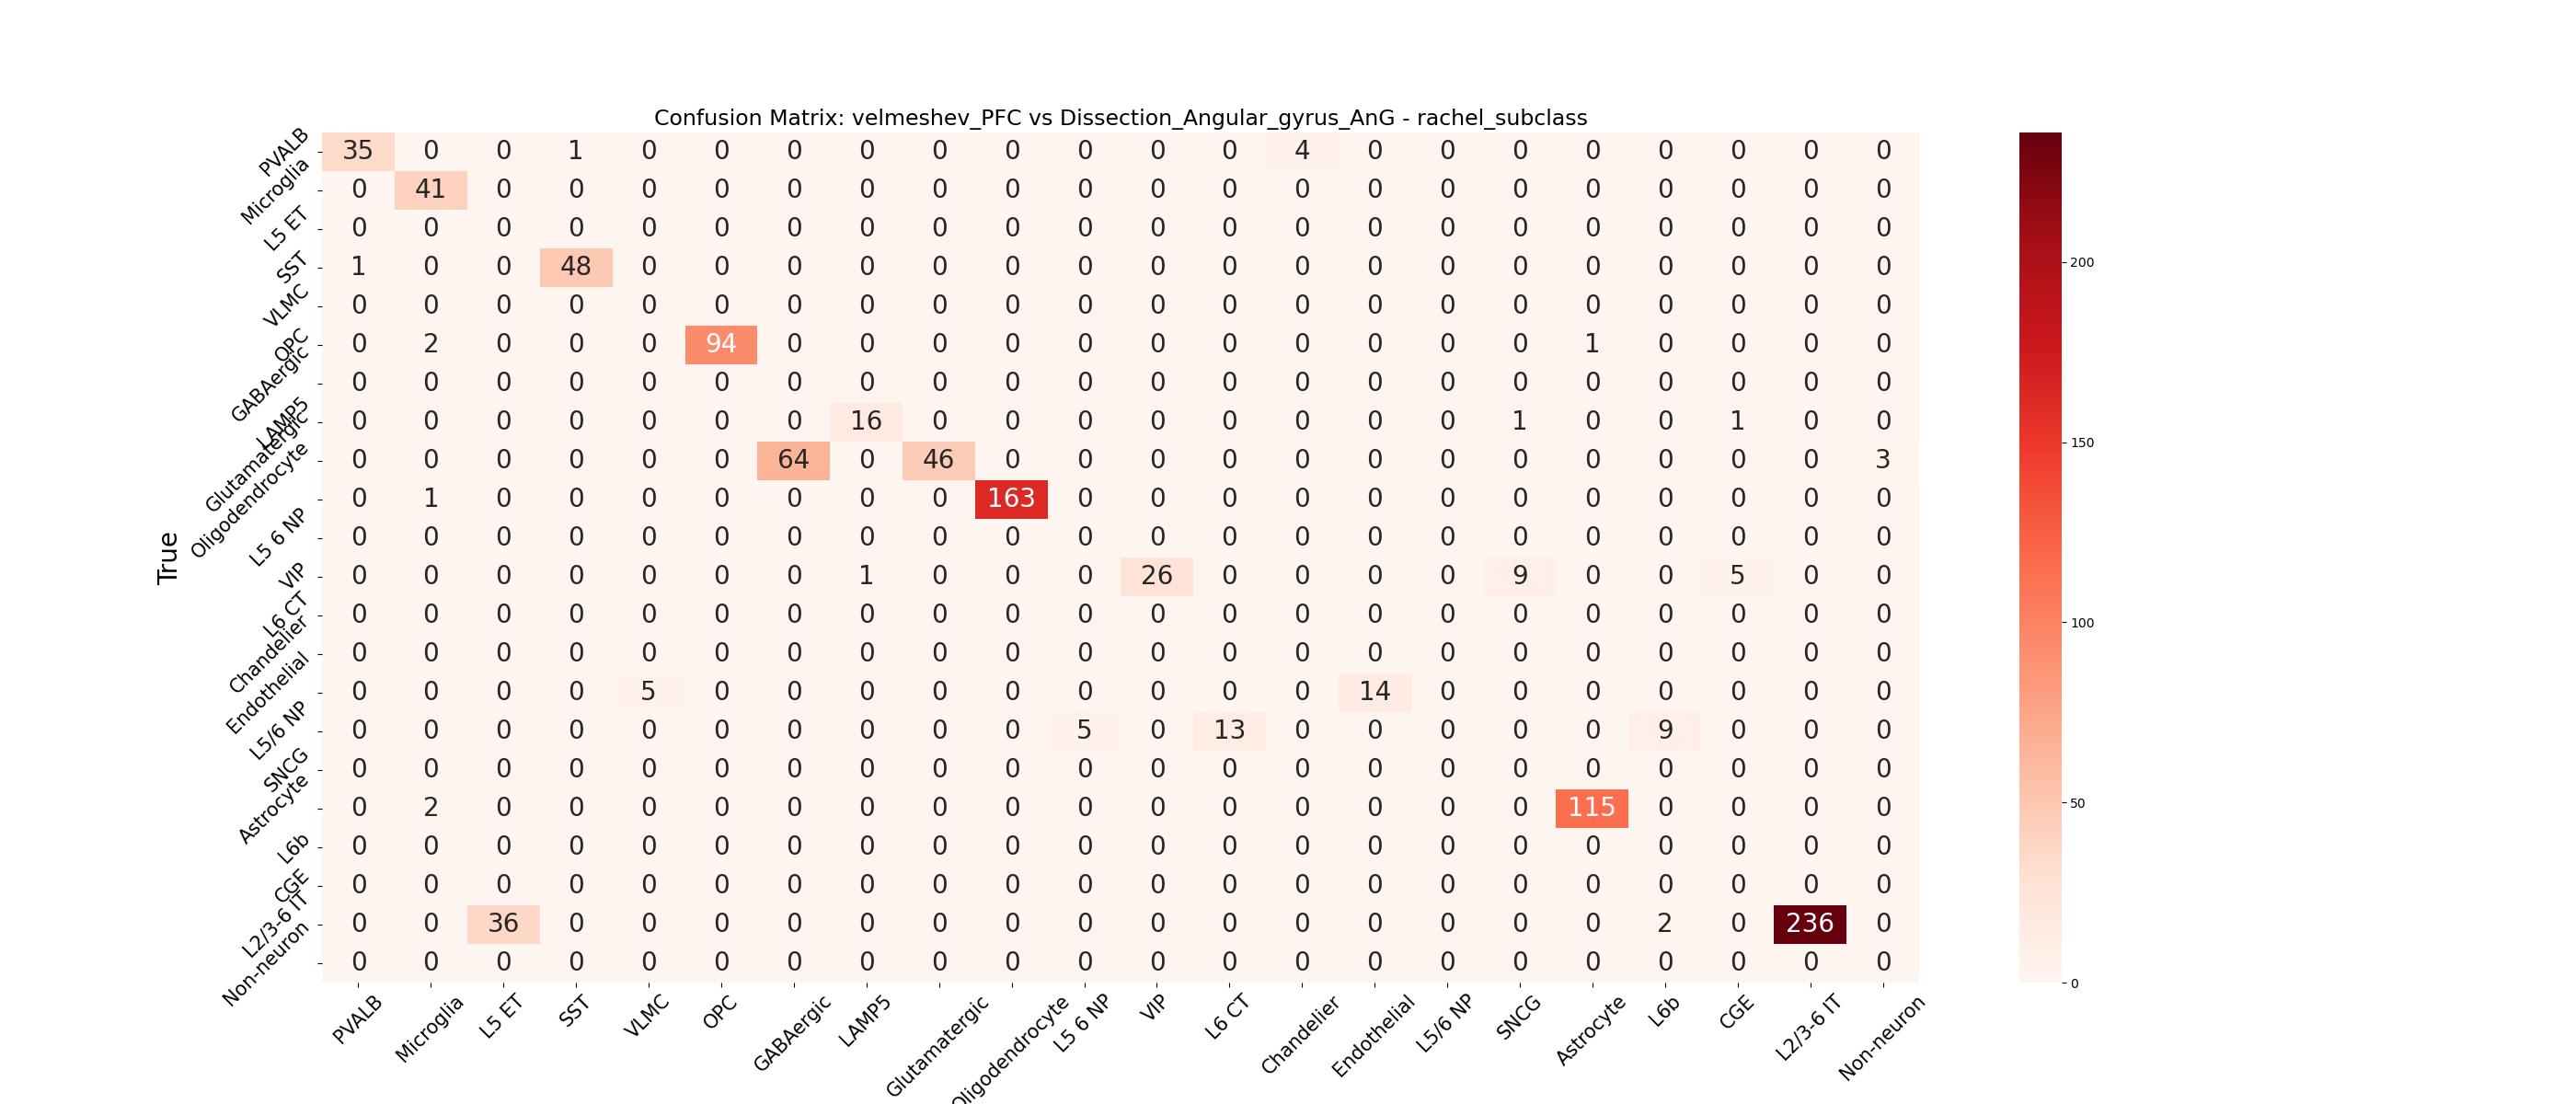 Confusion Matrix: velmeshev_PFC vs Dissection_Angular_gyrus_AnG - rachel_subclass
True
PVALB 35 0 0 1 0 0 0 0 0 0 0 0 0 4 0 0 0 0 0 0 0 0
Microglia 0 41 0 0 0 0 0 0 0 0 0 0 0 0 0 0 0 0 0 0 0 0
L5 ET 0 0 0 0 0 0 0 0 0 0 0 0 0 0 0 0 0 0 0 0 0 0
SST 1 0 0 48 0 0 0 0 0 0 0 0 0 0 0 0 0 0 0 0 0 0
VLMC 0 0 0 0 0 0 0 0 0 0 0 0 0 0 0 0 0 0 0 0 0 0
OPC 0 2 0 0 0 94 0 0 0 0 0 0 0 0 0 0 0 1 0 0 0 0
GABAergic 0 0 0 0 0 0 0 0 0 0 0 0 0 0 0 0 0 0 0 0 0 0
LAMP5 0 0 0 0 0 0 0 16 0 0 0 0 0 0 0 0 1 0 0 1 0 0
Glutamatergic 0 0 0 0 0 0 64 0 46 0 0 0 0 0 0 0 0 0 0 0 0 3
Oligodendrocyte 0 1 0 0 0 0 0 0 0 163 0 0 0 0 0 0 0 0 0 0 0 0
L5 6 NP 0 0 0 0 0 0 0 0 0 0 0 0 0 0 0 0 0 0 0 0 0 0
VIP 0 0 0 0 0 0 0 1 0 0 0 26 0 0 0 0 9 0 0 5 0 0
L6 CT 0 0 0 0 0 0 0 0 0 0 0 0 0 0 0 0 0 0 0 0 0 0
Chandelier 0 0 0 0 0 0 0 0 0 0 0 0 0 0 0 0 0 0 0 0 0 0
Endothelial 0 0 0 0 5 0 0 0 0 0 0 0 0 0 14 0 0 0 0 0 0 0
L5/6 NP 0 0 0 0 0 0 0 0 0 0 5 0 13 0 0 0 0 0 9 0 0 0
SNCG 0 0 0 0 0 0 0 0 0 0 0 0 0 0 0 0 0 0 0 0 0 0
Astrocyte 0 2 0 0 0 0 0 0 0 0 0 0 0 0 0 0 0 115 0 0 0 0
L6b 0 0 0 0 0 0 0 0 0 0 0 0 0 0 0 0 0 0 0 0 0 0
CGE 0 0 0 0 0 0 0 0 0 0 0 0 0 0 0 0 0 0 0 0 0 0
L2/3-6 IT 0 0 36 0 0 0 0 0 0 0 0 0 0 0 0 0 0 0 2 0 236 0
Non-neuron 0 0 0 0 0 0 0 0 0 0 0 0 0 0 0 0 0 0 0 0 0 0
PVALB Microglia L5 ET SST VLMC OPC GABAergic LAMP5 Glutamatergic Oligodendrocyte L5 6 NP VIP L6 CT Chandelier Endothelial L5/6 NP SNCG Astrocyte L6b CGE L2/3-6 IT Non-neuron
200
150
100
50
0